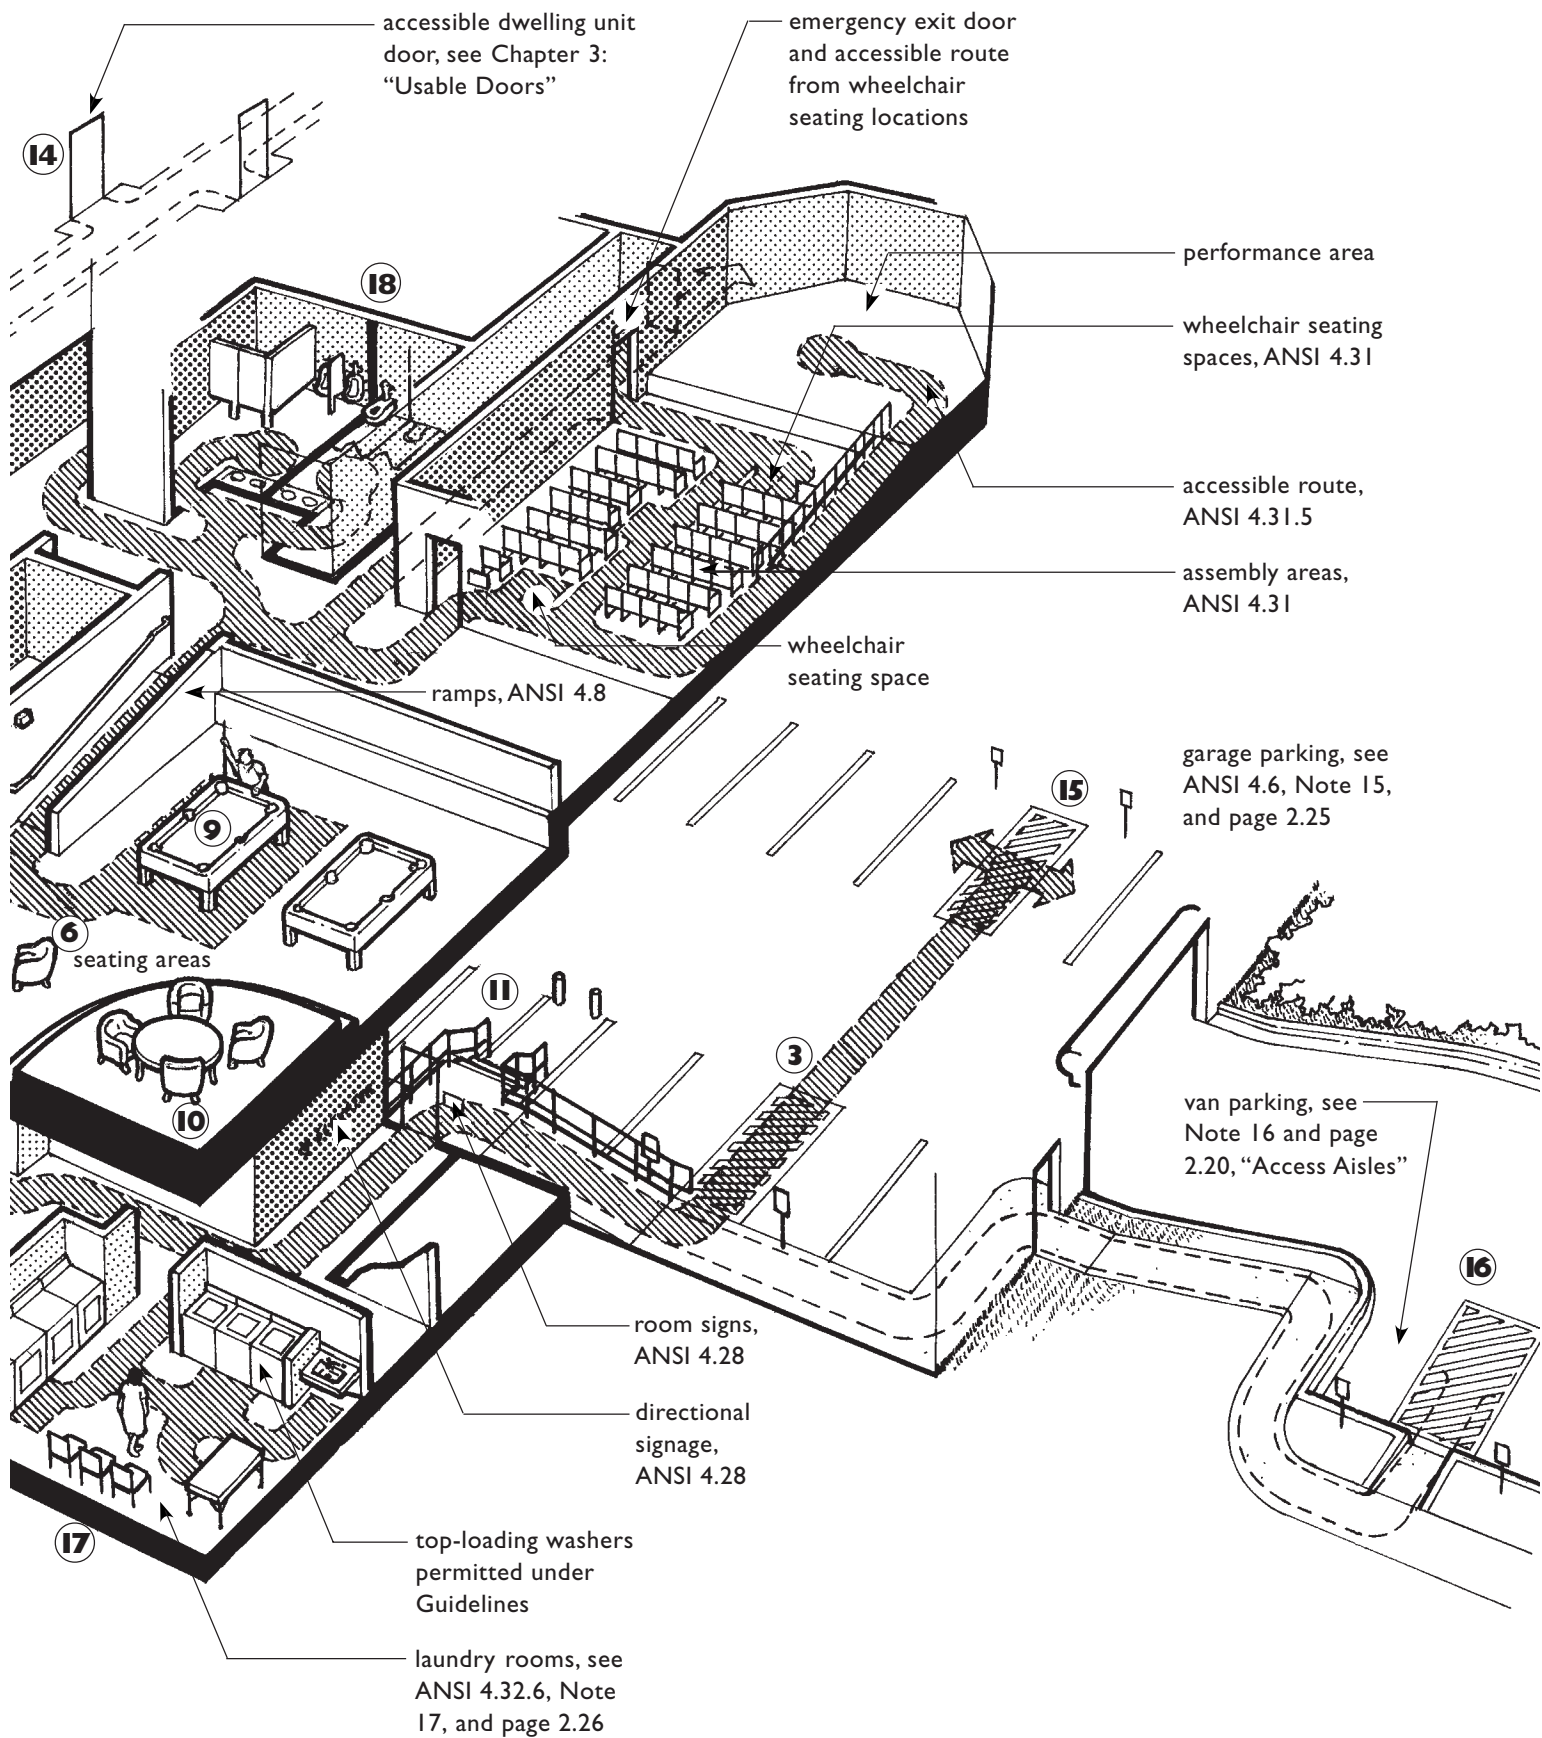 accessible dwelling unit
door, see Chapter 3:
“Usable Doors”
emergency exit door
and accessible route
from wheelchair
seating locations
14
18
performance area
wheelchair seating
spaces, ANSI 4.31
accessible route,
ANSI 4.31.5
assembly areas,
ANSI 4.31
wheelchair
seating space
ramps, ANSI 4.8
garage parking, see
ANSI 4.6, Note 15,
and page 2.25
15
9
6
seating areas
11
3
10
van parking, see
Note 16 and page
2.20, “Access Aisles”
16
room signs,
ANSI 4.28
directional
signage,
ANSI 4.28
17
top-loading washers
permitted under
Guidelines
laundry rooms, see
ANSI 4.32.6, Note
17, and page 2.26